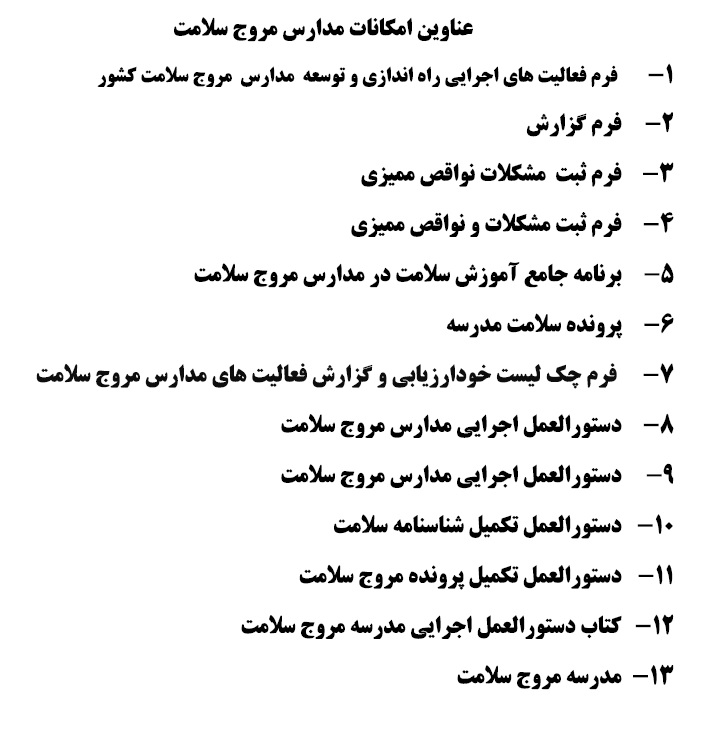 عناوین امکانات مدارس مروج سلامت
۱- فرم فعالیت های اجرایی راه اندازی و توسعه مدارس مروج سلامت کشور
۲- فرم گزارش
۳- فرم ثبت مشکلات نواقص ممیزی
۴- فرم ثبت مشکلات و نواقص ممیزی
۵- برنامه جامع آموزش سلامت در مدارس مروج سلامت
۶- پرونده سلامت مدرسه
۷- فرم چک لیست خودارزیابی و گزارش فعالیت های مدارس مروج سلامت
۸- دستورالعمل اجرایی مدارس مروج سلامت
۹- دستورالعمل اجرایی مدارس مروج سلامت
۱۰- دستورالعمل تکمیل شناسنامه سلامت
۱۱- دستورالعمل تکمیل پرونده مروج سلامت
۱۲- کتاب دستورالعمل اجرایی مدرسه مروج سلامت
۱۳- مدرسه مروج سلامت